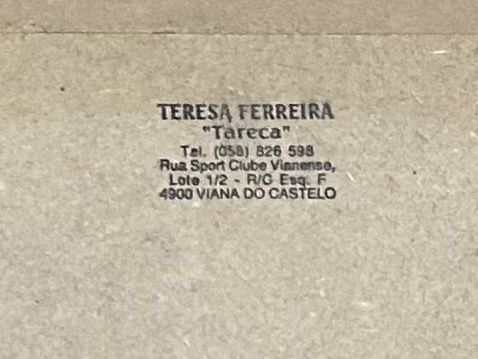 TERESA FERREIRA
"Tareca"
Tel. (058) 826 598
Rua Sport Clube Vianense,
Lote 1/2 - R/C Esq. F
4900 VIANA DO CASTELO